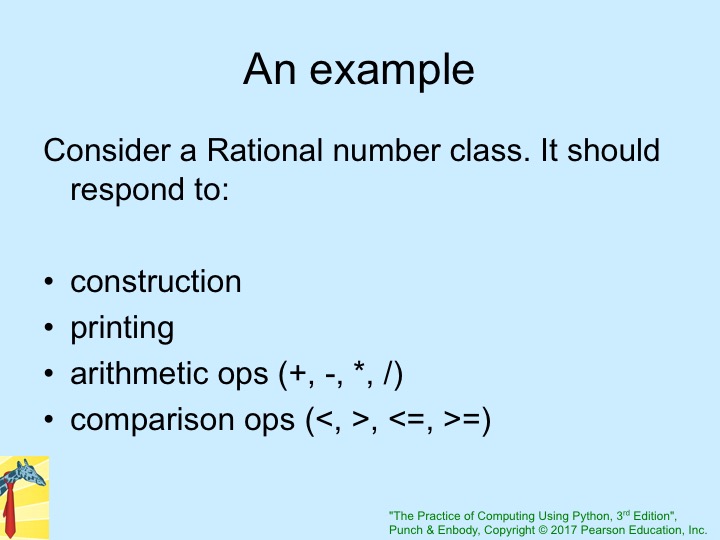 An example
Consider a Rational number class. It should
respond to:
• construction
• printing
• arithmetic ops (+, -, *, /)
• comparison ops (<, >, <=, >=)
"The Practice of Computing Using Python, 3rd Edition",
Punch & Enbody, Copyright © 2017 Pearson Education, Inc.